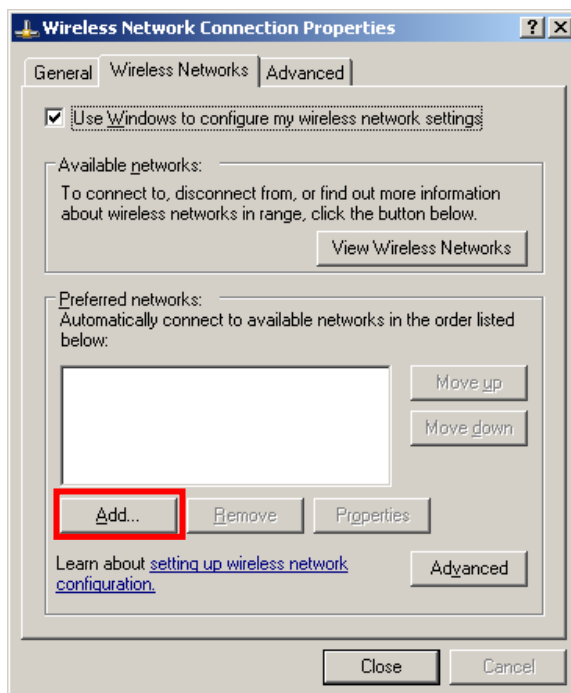 Wireless Network Connection Properties
General Wireless Networks Advanced
Use Windows to configure my wireless network settings
Available networks:
To connect to, disconnect from, or find out more information
about wireless networks in range, click the button below.
View Wireless Networks
Preferred networks:
Automatically connect to available networks in the order listed
below:
Move up
Move down
Add... Remove Properties
Learn about setting up wireless network
configuration.
Advanced
Close Cancel